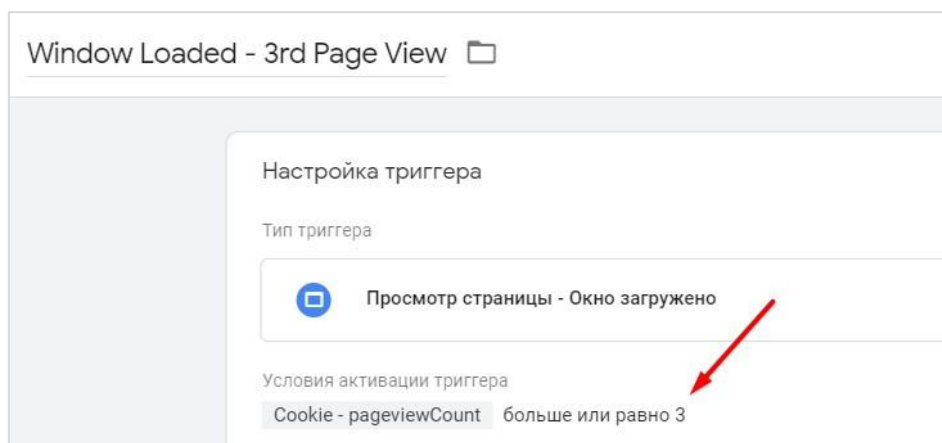 Window Loaded - 3rd Page View
Настройка триггера
Тип триггера
Просмотр страницы - Окно загружено
Условия активации триггера
Cookie - pageviewCount больше или равно 3